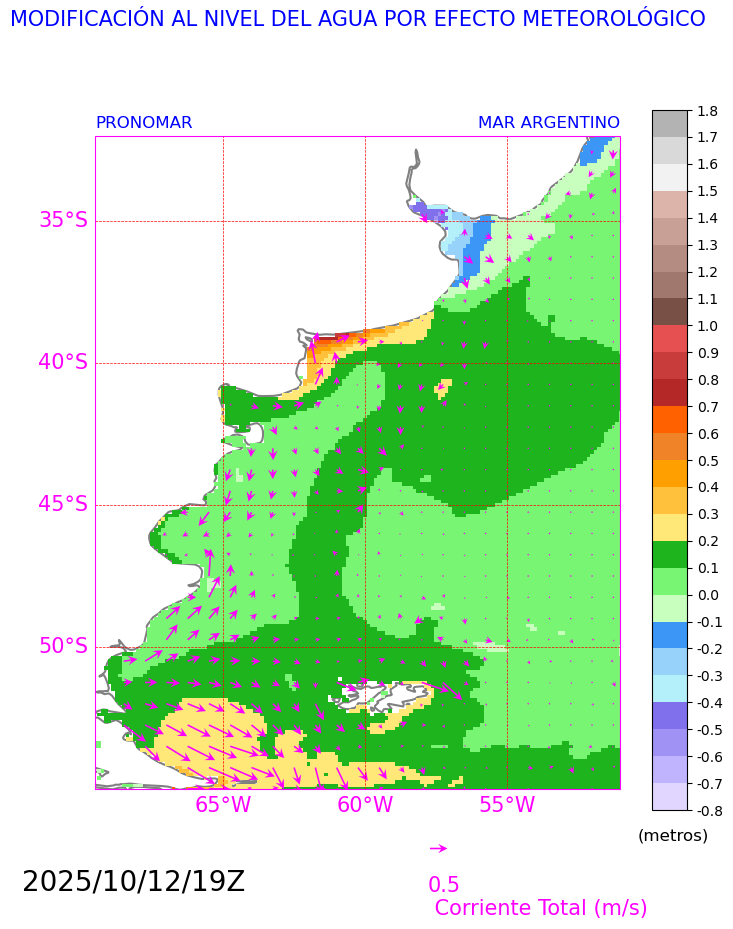 MODIFICACIÓN AL NIVEL DEL AGUA POR EFECTO METEOROLÓGICO
PRONOMAR MAR ARGENTINO
1.8
1.7
1.6
1.5
1.4
1.3
1.2
1.1
1.0
0.9
0.8
0.7
0.6
0.5
0.4
0.3
0.2
0.1
0.0
-0.1
-0.2
-0.3
-0.4
-0.5
-0.6
-0.7
-0.8
(metros)
35°S
40°S
45°S
50°S
65°W 60°W 55°W
2025/10/12/19Z
0.5
Corriente Total (m/s)